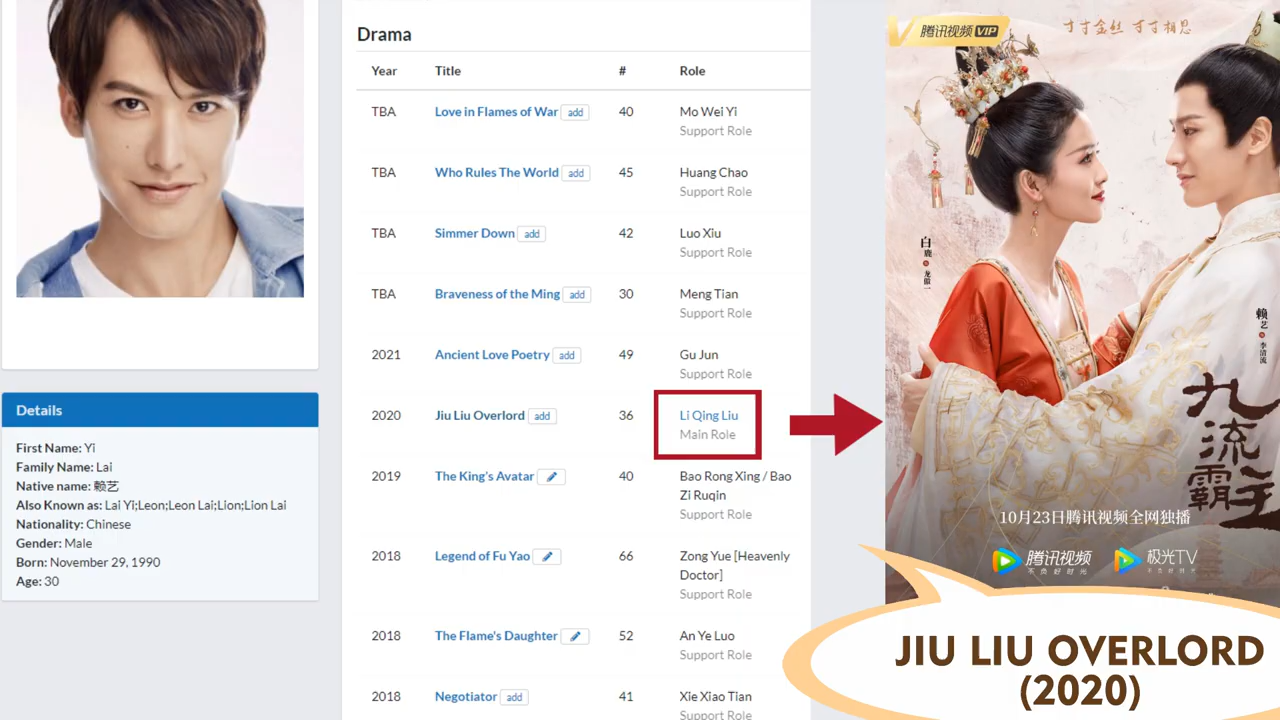 Drama
Year Title # Role
TBA Love in Flames of War add 40 Mo Wei Yi
Support Role
TBA Who Rules The World add 45 Huang Chao
Support Role
TBA Simmer Down add 42 Luo Xiu
Support Role
TBA Braveness of the Ming add 30 Meng Tian
Support Role
2021 Ancient Love Poetry add 49 Gu Jun
Support Role
2020 Jiu Liu Overlord add 36 Li Qing Liu
Main Role
2019 The King's Avatar 40 Bao Rong Xing / Bao
Zi Ruqin
Support Role
2018 Legend of Fu Yao 66 Zong Yue [Heavenly
Doctor]
Support Role
2018 The Flame's Daughter 52 An Ye Luo
Support Role
2018 Negotiator add 41 Xie Xiao Tian
Support Role
Details
First Name: Yi
Family Name: Lai
Native name: 赖艺
Also Known as: Lai Yi;Leon;Leon Lai;Lion;Lion Lai
Nationality: Chinese
Gender: Male
Born: November 29, 1990
Age: 30
腾讯视频 VIP
寸寸金丝 寸寸相思
白鹿
龙傲一
赖艺
李清流
九流霸主
10月23日腾讯视频全网独播
腾讯视频
不负好时光
极光TV
JIU LIU OVERLORD
(2020)